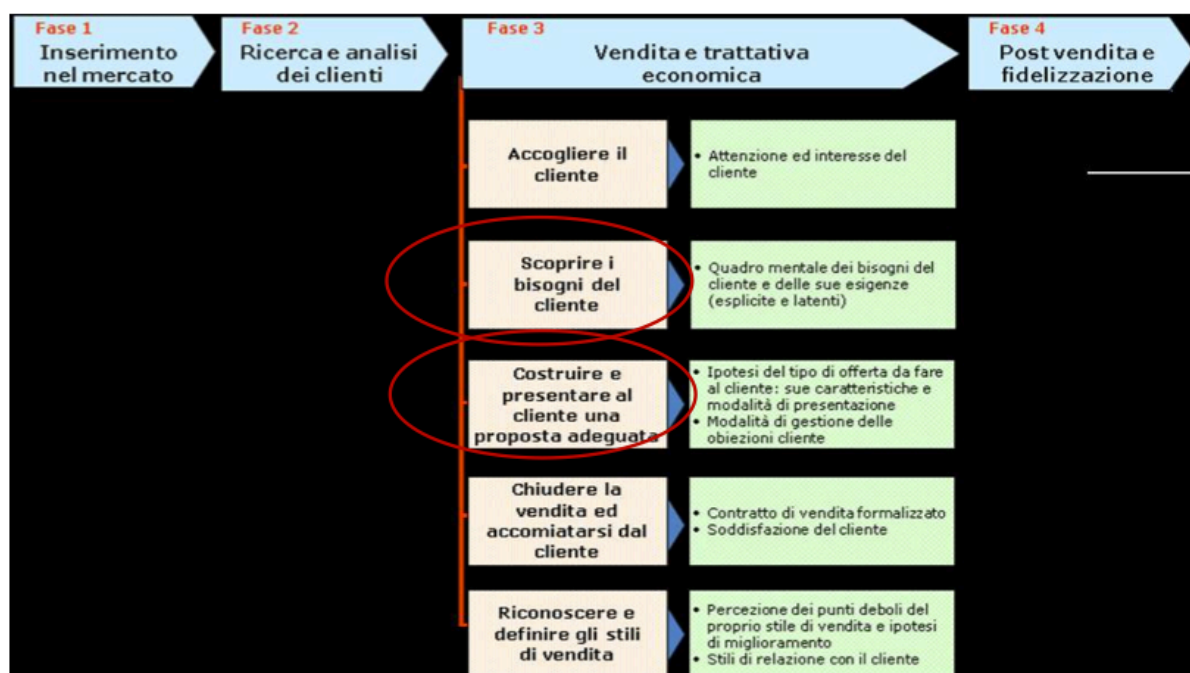 Fase 1
Inserimento
nel mercato
Fase 2
Ricerca e analisi
dei clienti
Fase 3
Vendita e trattativa
economica
Fase 4
Post vendita e
fidelizzazione
Accogliere il
cliente
• Attenzione ed interesse del
cliente
Scoprire i
bisogni del
cliente
• Quadro mentale dei bisogni del
cliente e delle sue esigenze
(esplicite e latenti)
Costruire e
presentare al
cliente una
proposta adeguata
• Ipotesi del tipo di offerta da fare
al cliente: sue caratteristiche e
modalità di presentazione
• Modalità di gestione delle
obiezioni cliente
Chiudere la
vendita ed
accomiatarsi dal
cliente
• Contratto di vendita formalizzato
• Soddisfazione del cliente
Riconoscere e
definire gli stili
di vendita
• Percezione dei punti deboli del
proprio stile di vendita e ipotesi
di miglioramento
• Stili di relazione con il cliente